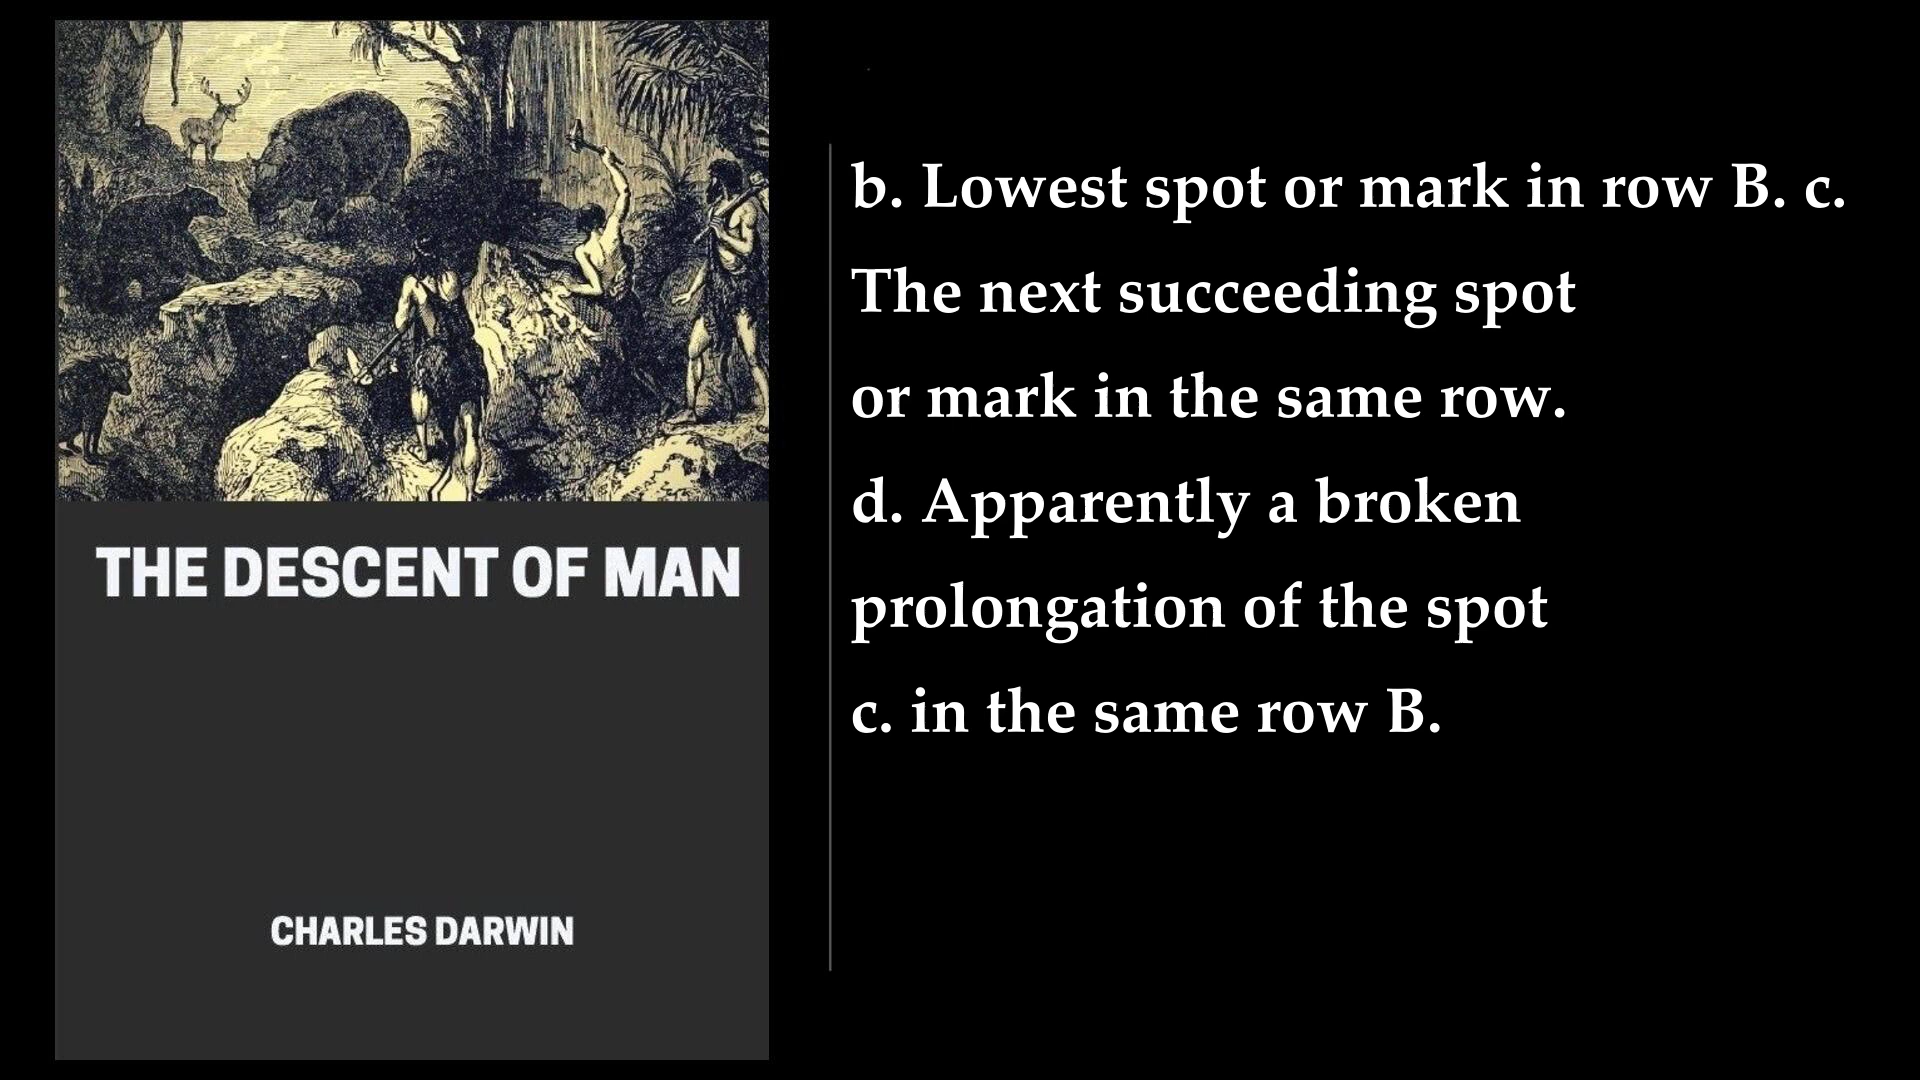 THE DESCENT OF MAN
CHARLES DARWIN
b. Lowest spot or mark in row B. c.
The next succeeding spot
or mark in the same row.
d. Apparently a broken
prolongation of the spot
c. in the same row B.